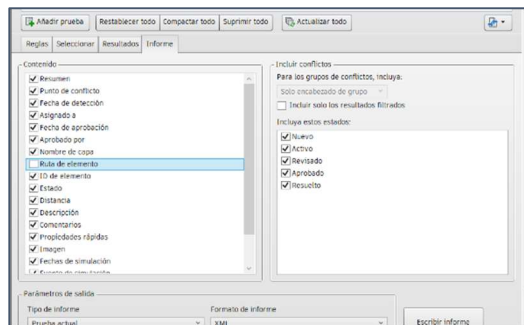 Añadir prueba Restablecer todo Compactar todo Suprimir todo Actualizar todo
Reglas Seleccionar Resultados Informe
Contenido
Resumen
Punto de conflicto
Fecha de detección
Asignado a
Fecha de aprobación
Aprobado por
Nombre de capa
Ruta de elemento
ID de elemento
Estado
Distancia
Descripción
Comentarios
Propiedades rápidas
Imagen
Fechas de simulación
Evento de simulación
Incluir conflictos
Para los grupos de conflictos, incluya:
Solo encabezado de grupo
Incluir solo los resultados filtrados
Incluya estos estados:
Nuevo
Activo
Revisado
Aprobado
Resuelto
Parámetros de salida
Tipo de informe
Prueba actual
Formato de informe
XML
Escribir informe